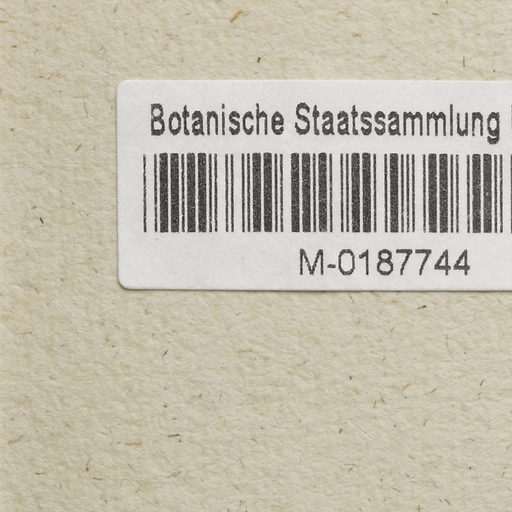 Botanische Staatssammlung
M-0187744